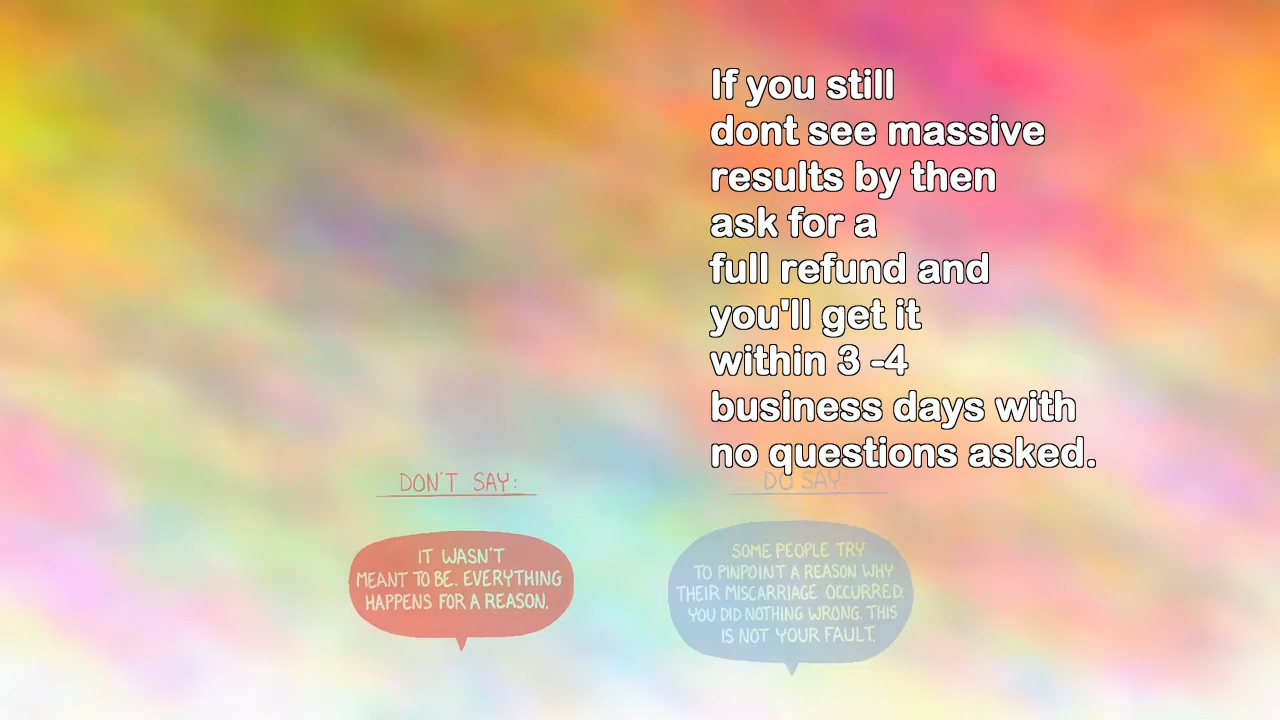 If you still
dont see massive
results by then
ask for a
full refund and
you'll get it
within 3 -4
business days with
no questions asked.
DON'T SAY:
DO SAY:
IT WASN'T
MEANT TO BE. EVERYTHING
HAPPENS FOR A REASON.
SOME PEOPLE TRY
TO PINPOINT A REASON WHY
THEIR MISCARRIAGE OCCURRED.
YOU DID NOTHING WRONG. THIS
IS NOT YOUR FAULT.